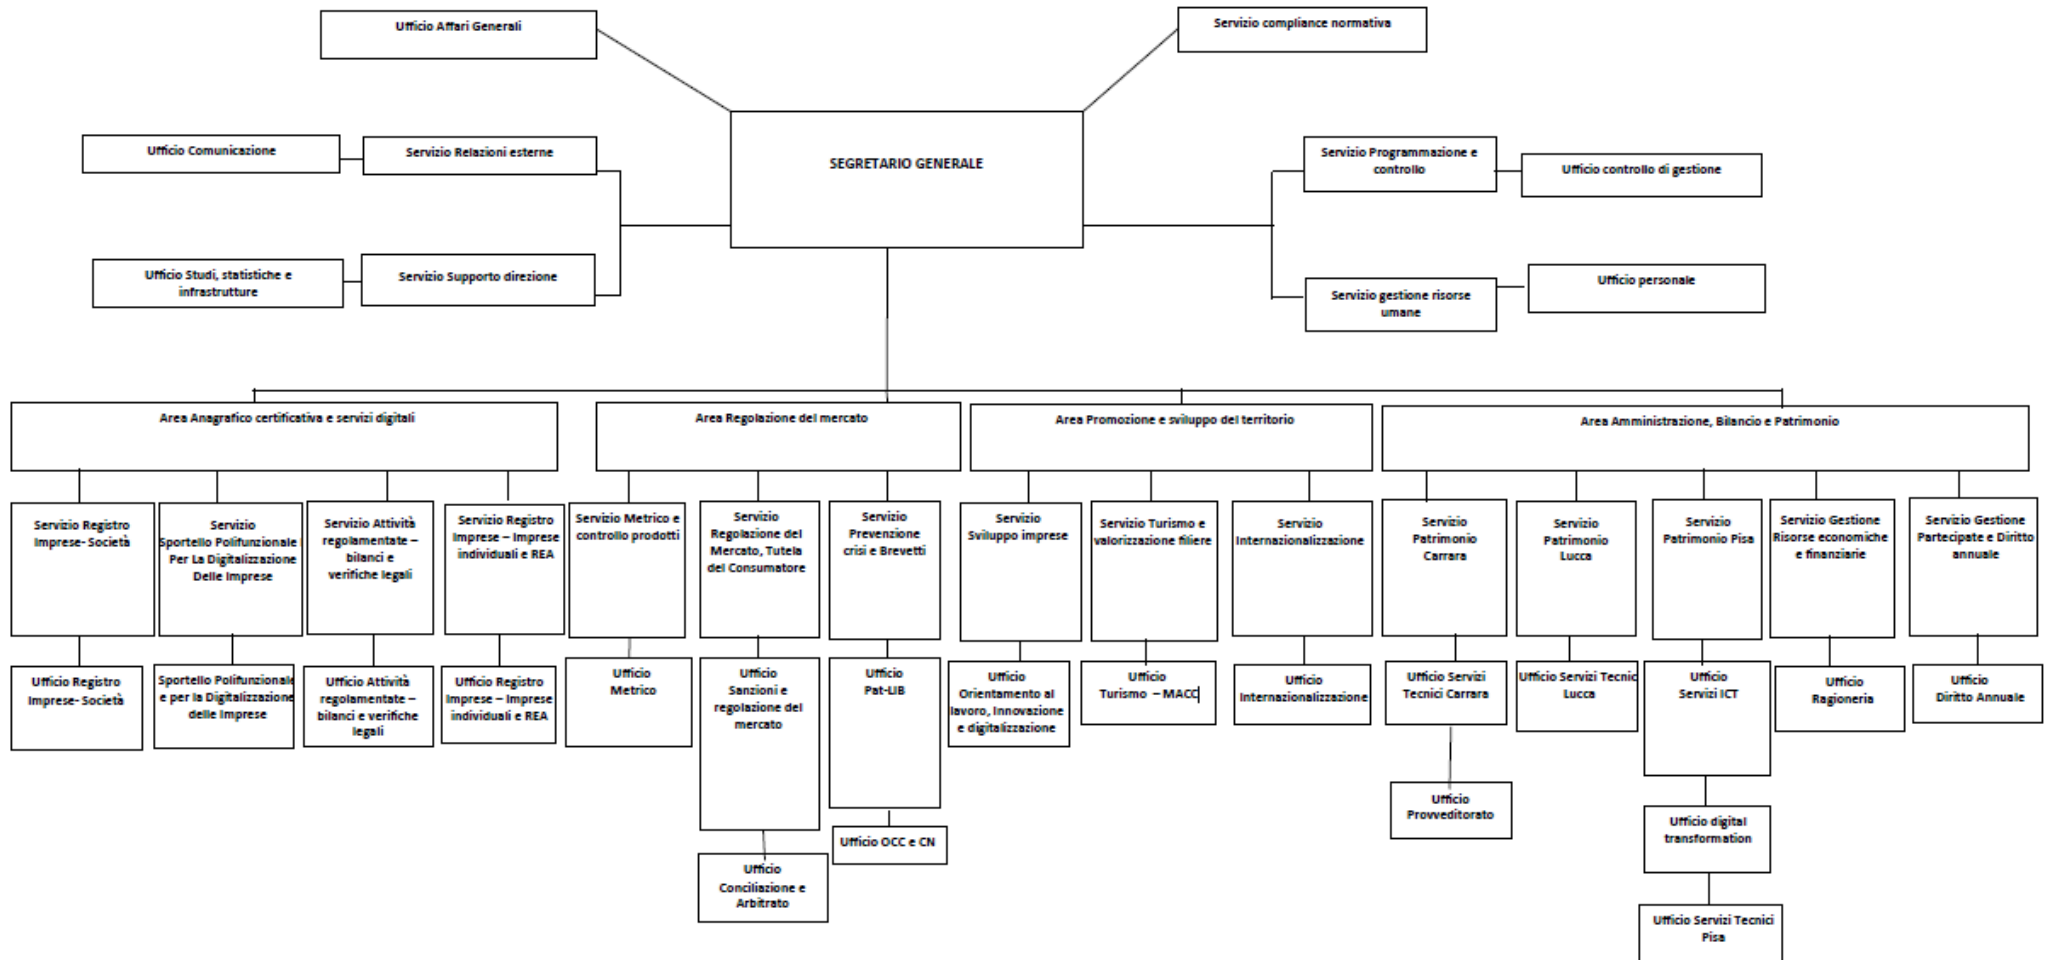 Ufficio Affari Generali
Servizio compliance normativa
SEGRETARIO GENERALE
Ufficio Comunicazione
Servizio Relazioni esterne
Servizio Programmazione e
controllo
Ufficio controllo di gestione
Ufficio Studi, statistiche e
infrastrutture
Servizio Supporto direzione
Servizio gestione risorse
umane
Ufficio personale
Area Anagrafico certificativa e servizi digitali
Area Regolazione del mercato
Area Promozione e sviluppo del territorio
Area Amministrazione, Bilancio e Patrimonio
Servizio Registro
Imprese- Società
Servizio
Sportello Polifunzionale
Per La Digitalizzazione
Delle Imprese
Servizio Attività
regolamentate –
bilanci e
verifiche legali
Servizio Registro
Imprese – Imprese
individuali e REA
Servizio Metrico e
controllo prodotti
Servizio
Regolazione del
Mercato, Tutela
del Consumatore
Servizio
Prevenzione
crisi e Brevetti
Servizio
Sviluppo imprese
Servizio Turismo e
valorizzazione filiere
Servizio
Internazionalizzazione
Servizio
Patrimonio
Carrara
Servizio
Patrimonio
Lucca
Servizio
Patrimonio Pisa
Servizio Gestione
Risorse economiche
e finanziarie
Servizio Gestione
Partecipate e Diritto
annuale
Ufficio Registro
Imprese- Società
Sportello Polifunzionale
e per la Digitalizzazione
delle Imprese
Ufficio Attività
regolamentate –
bilanci e verifiche
legali
Ufficio Registro
Imprese – Imprese
individuali e REA
Ufficio
Metrico
Ufficio
Sanzioni e
regolazione del
mercato
Ufficio
Pat-LIB
Ufficio
Orientamento al
lavoro, Innovazione
e digitalizzazione
Ufficio
Turismo – MACC
Ufficio
Internazionalizzazione
Ufficio Servizi
Tecnici Carrara
Ufficio Servizi Tecnic
Lucca
Ufficio
Servizi ICT
Ufficio
Ragioneria
Ufficio
Diritto Annuale
Ufficio
Conciliazione e
Arbitrato
Ufficio OCC e CN
Ufficio
Provveditorato
Ufficio digital
transformation
Ufficio Servizi Tecnici
Pisa